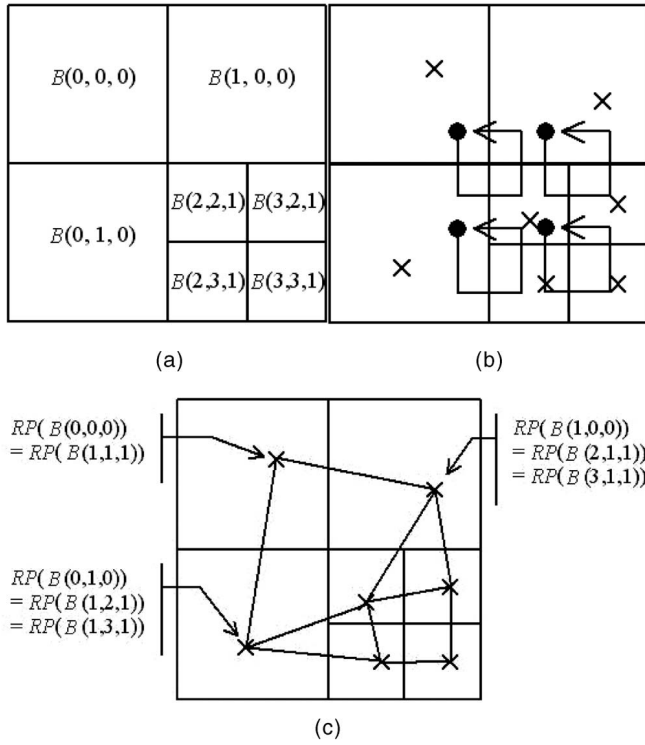 B(0, 0, 0)
B(1, 0, 0)
B(0, 1, 0)
B(2,2,1)
B(3,2,1)
B(2,3,1)
B(3,3,1)
(a)
(b)
RP( B(0,0,0))
= RP( B(1,1,1))
RP( B(1,0,0))
= RP( B(2,1,1))
= RP( B(3,1,1))
RP( B(0,1,0))
= RP( B(1,2,1))
= RP( B(1,3,1))
(c)